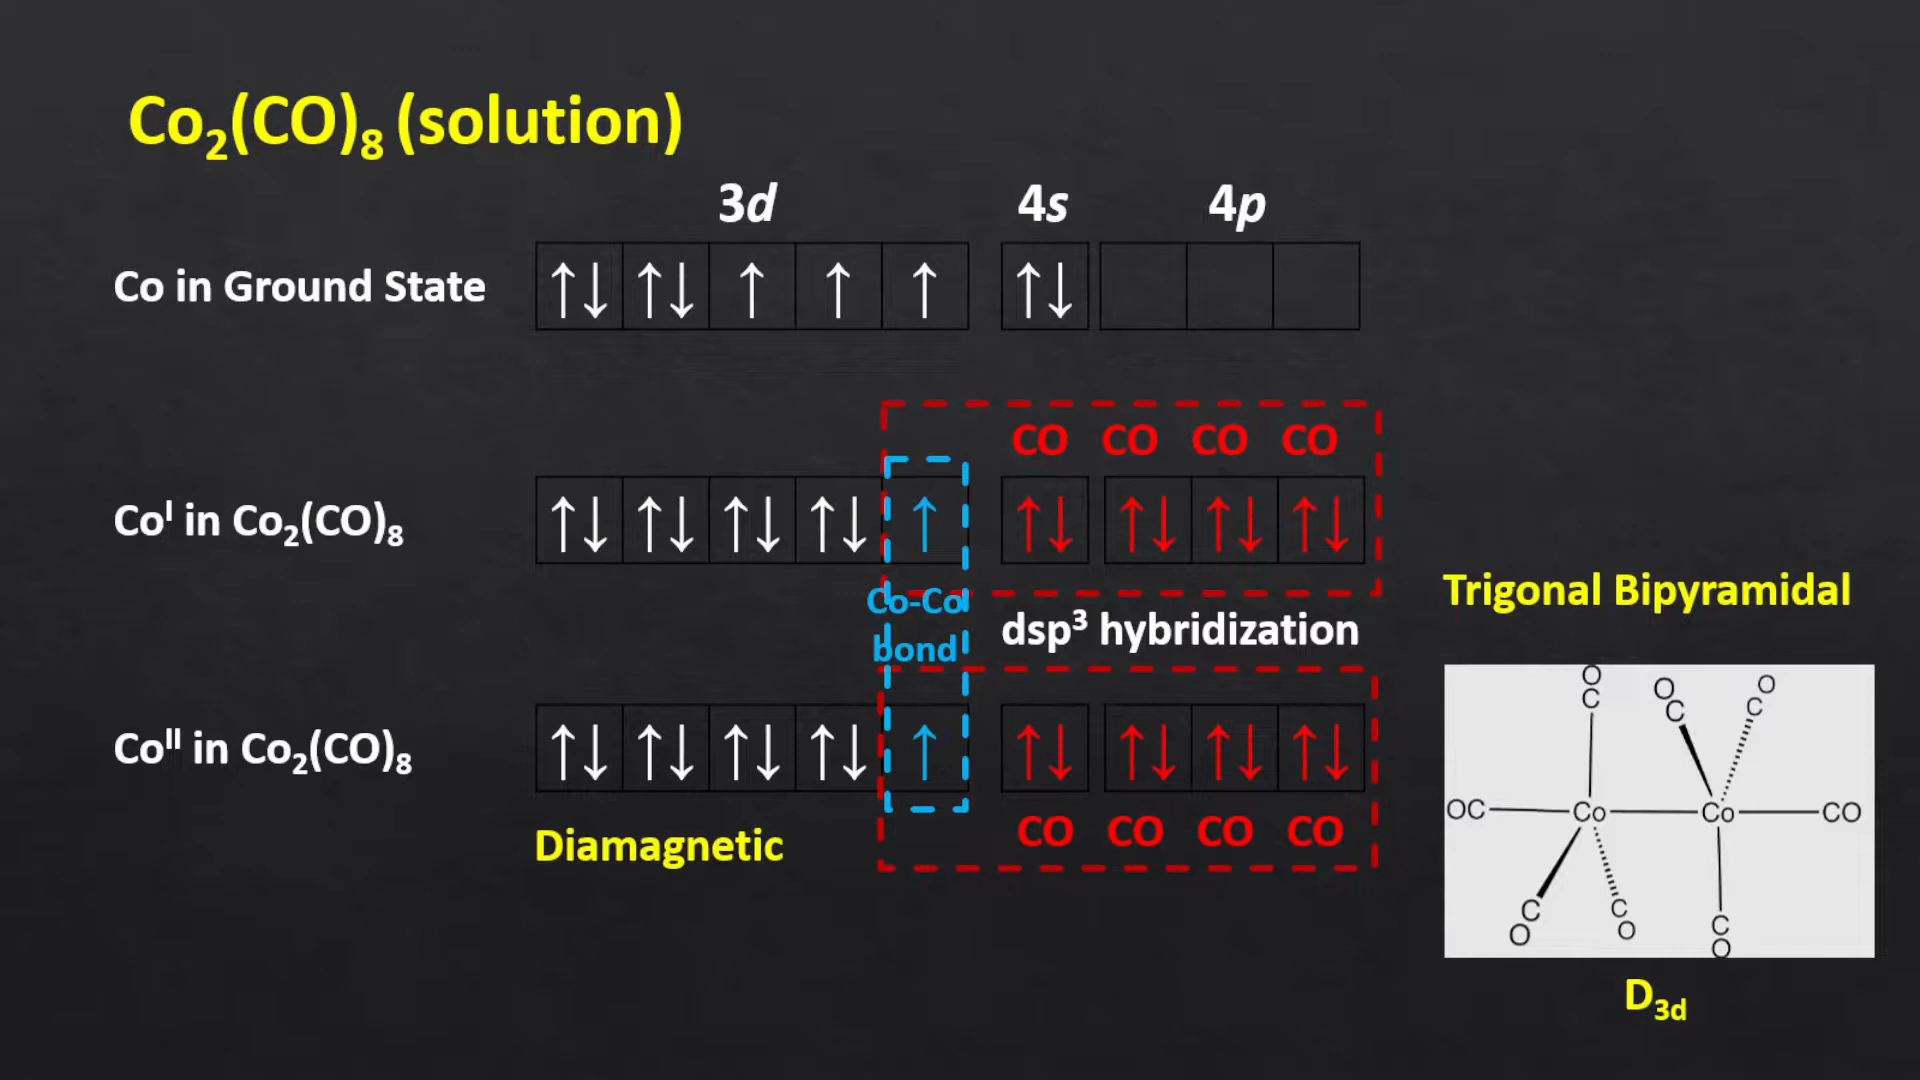 Co₂(CO)₈ (solution)
3d 4s 4p
Co in Ground State ↑↓ ↑↓ ↑ ↑ ↑ ↑↓
CO CO CO CO
Coᴵ in Co₂(CO)₈ ↑↓ ↑↓ ↑↓ ↑↓ ↑ ↑↓ ↑↓ ↑↓ ↑↓
Co-Co
bond
dsp³ hybridization
Coᴵᴵ in Co₂(CO)₈ ↑↓ ↑↓ ↑↓ ↑↓ ↑ ↑↓ ↑↓ ↑↓ ↑↓
CO CO CO CO
Diamagnetic
Trigonal Bipyramidal
O O O
C C C
OC Co Co CO
C C C
O O O
D₃d